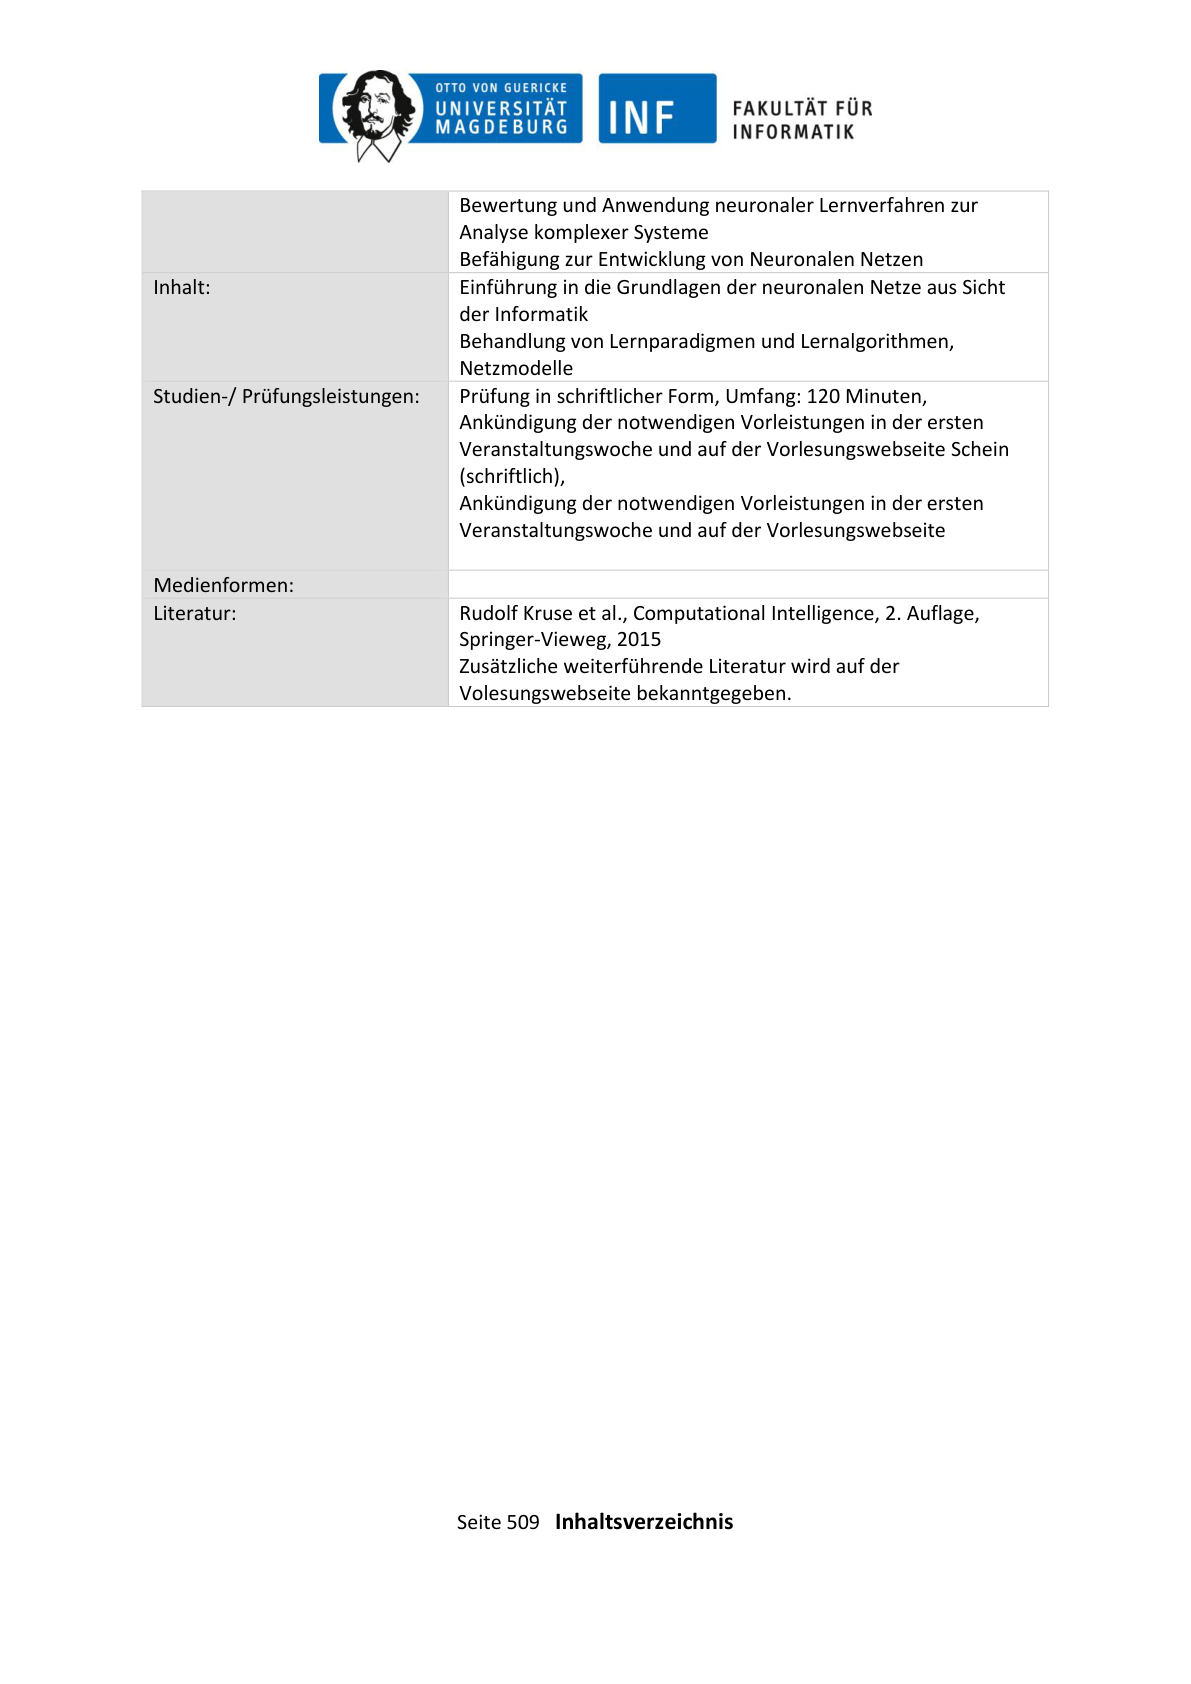 OTTO VON GUERICKE
UNIVERSITÄT
MAGDEBURG
INF
FAKULTÄT FÜR
INFORMATIK
Bewertung und Anwendung neuronaler Lernverfahren zur
Analyse komplexer Systeme
Befähigung zur Entwicklung von Neuronalen Netzen
Inhalt:
Einführung in die Grundlagen der neuronalen Netze aus Sicht
der Informatik
Behandlung von Lernparadigmen und Lernalgorithmen,
Netzmodelle
Studien-/ Prüfungsleistungen:
Prüfung in schriftlicher Form, Umfang: 120 Minuten,
Ankündigung der notwendigen Vorleistungen in der ersten
Veranstaltungswoche und auf der Vorlesungswebseite Schein
(schriftlich),
Ankündigung der notwendigen Vorleistungen in der ersten
Veranstaltungswoche und auf der Vorlesungswebseite
Medienformen:
Literatur:
Rudolf Kruse et al., Computational Intelligence, 2. Auflage,
Springer-Vieweg, 2015
Zusätzliche weiterführende Literatur wird auf der
Volesungswebseite bekanntgegeben.
Seite 509 Inhaltsverzeichnis